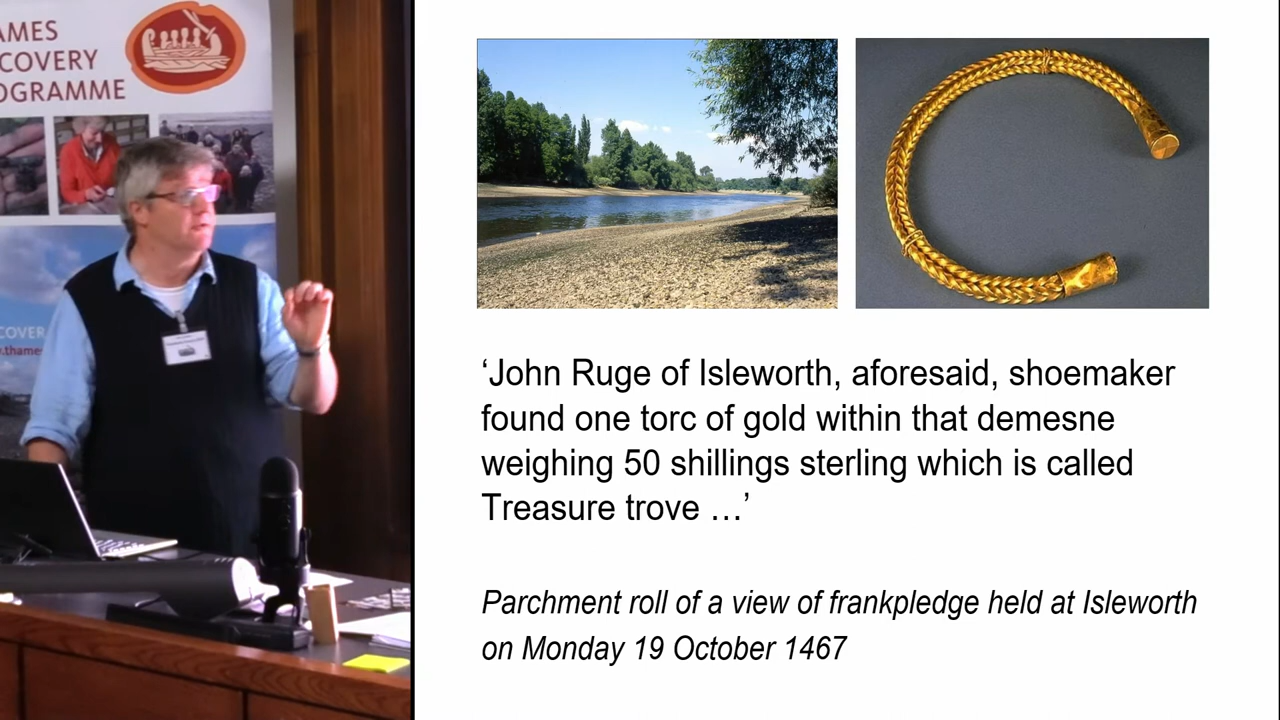 AMES
COVERY
OGRAMME
COVER
.thame
‘John Ruge of Isleworth, aforesaid, shoemaker
found one torc of gold within that demesne
weighing 50 shillings sterling which is called
Treasure trove …’
Parchment roll of a view of frankpledge held at Isleworth
on Monday 19 October 1467